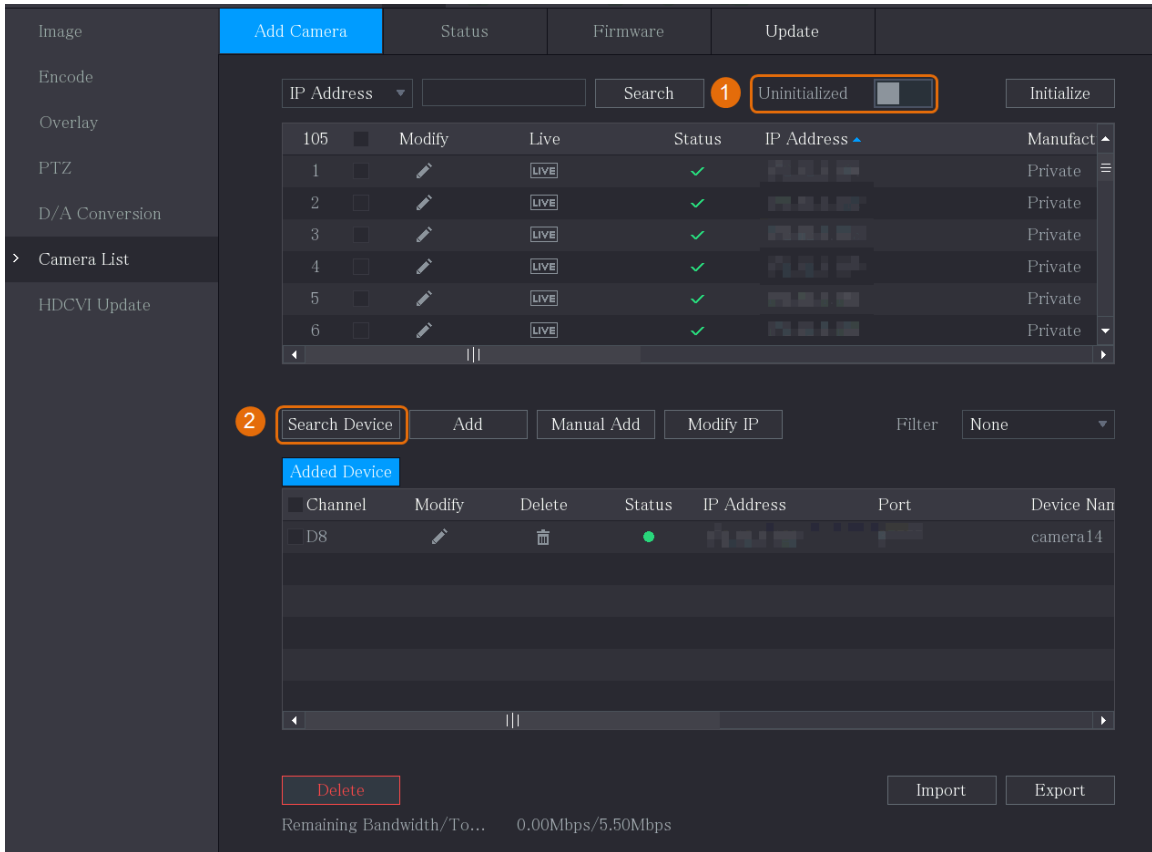 Image
Encode
Overlay
PTZ
D/A Conversion
Camera List
HDCVI Update
Add Camera Status Firmware Update
IP Address Search 1 Uninitialized Initialize
105 Modify Live Status IP Address Manufact
1 LIVE Private
2 LIVE Private
3 LIVE Private
4 LIVE Private
5 LIVE Private
6 LIVE Private
2 Search Device Add Manual Add Modify IP Filter None
Added Device
Channel Modify Delete Status IP Address Port Device Nam
D8 camera14
Delete Import Export
Remaining Bandwidth/To... 0.00Mbps/5.50Mbps